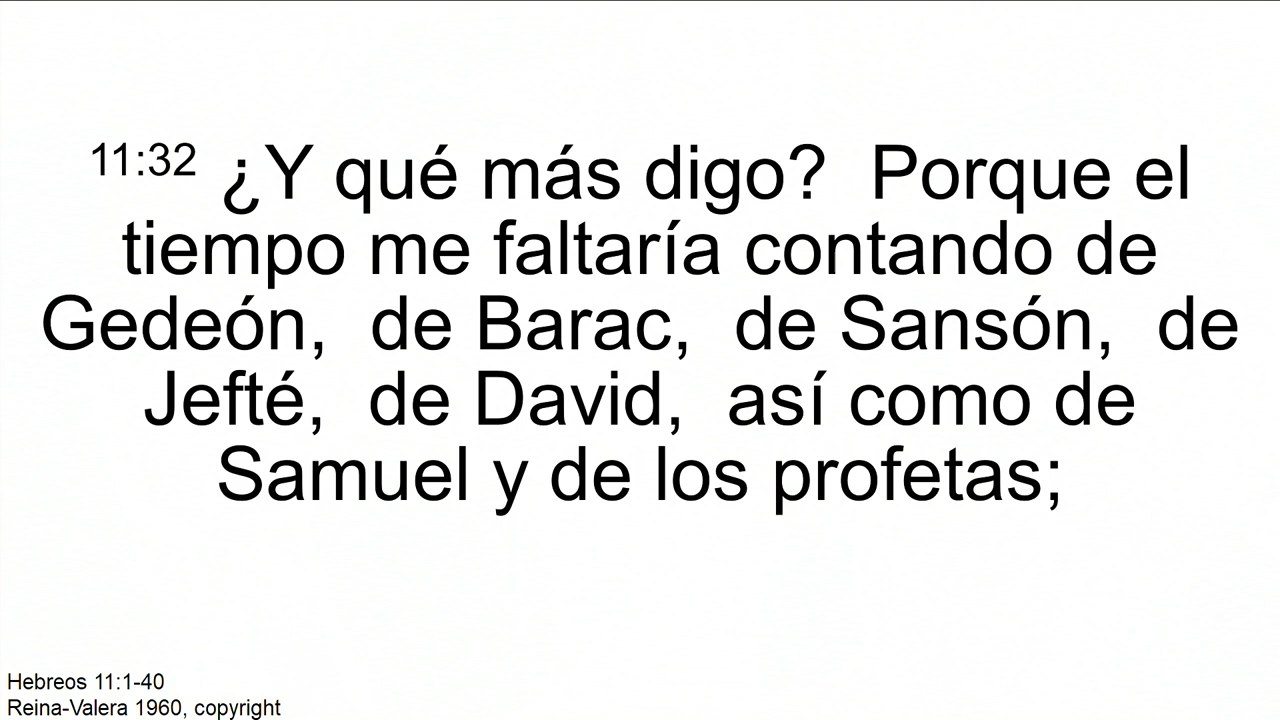 11:32 ¿Y qué más digo?  Porque el
tiempo me faltaría contando de
Gedeón,  de Barac,  de Sansón,  de
Jefté,  de David,  así como de
Samuel y de los profetas;
Hebreos 11:1-40
Reina-Valera 1960, copyright